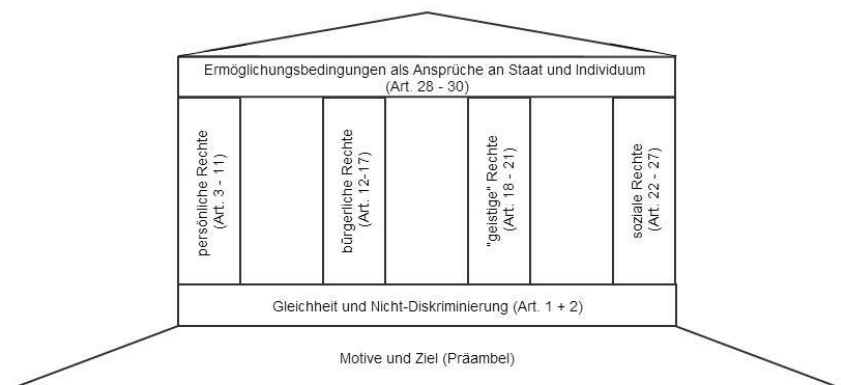 Ermöglichungsbedingungen als Ansprüche an Staat und Individuum
(Art. 28 - 30)
persönliche Rechte
(Art. 3 - 11)
bürgerliche Rechte
(Art. 12-17)
"geistige" Rechte
(Art. 18 - 21)
soziale Rechte
(Art. 22 - 27)
Gleichheit und Nicht-Diskriminierung (Art. 1 + 2)
Motive und Ziel (Präambel)